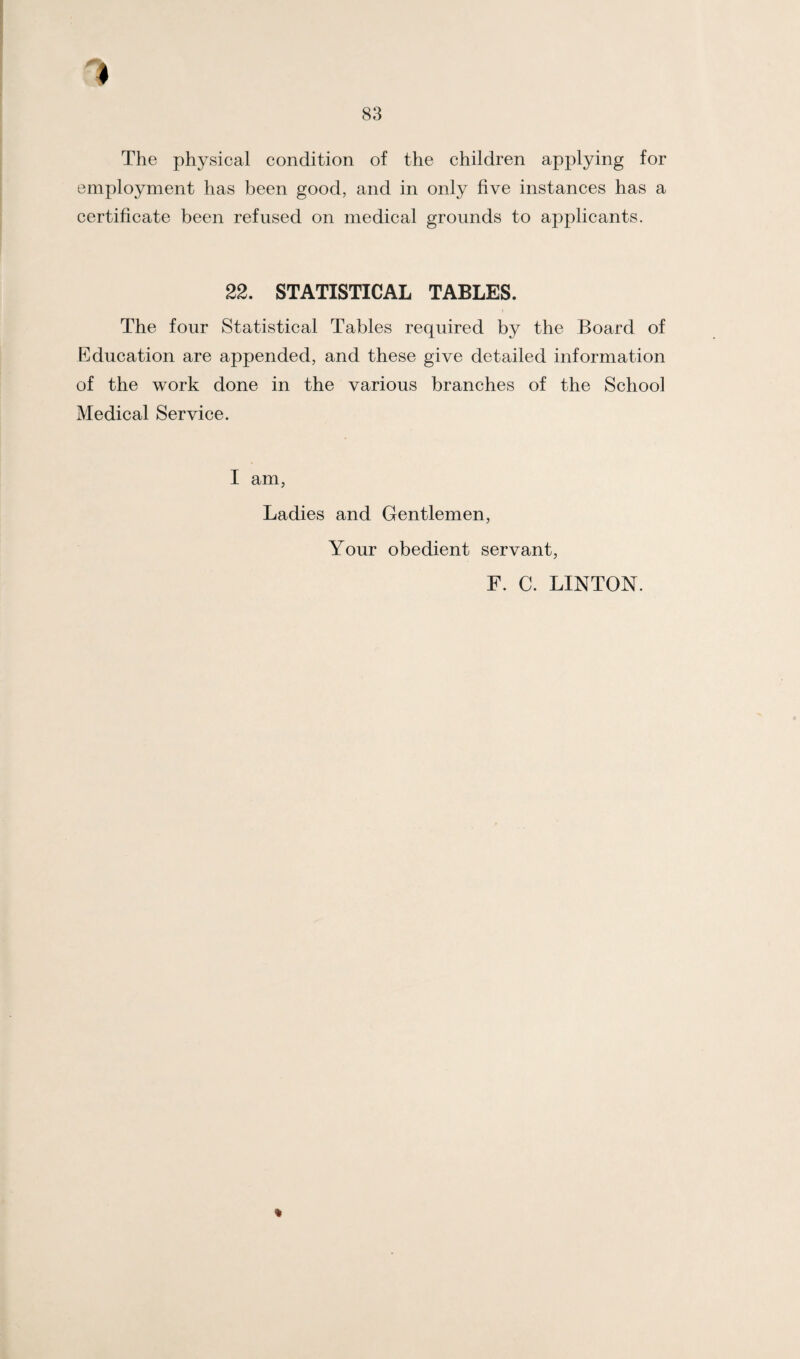 83
The physical condition of the children applying for
employment has been good, and in only five instances has a
certificate been refused on medical grounds to applicants.
22. STATISTICAL TABLES.
The four Statistical Tables required by the Board of
Education are appended, and these give detailed information
of the work done in the various branches of the School
Medical Service.
I am,
Ladies and Gentlemen,
Your obedient servant,
F. C. LINTON.